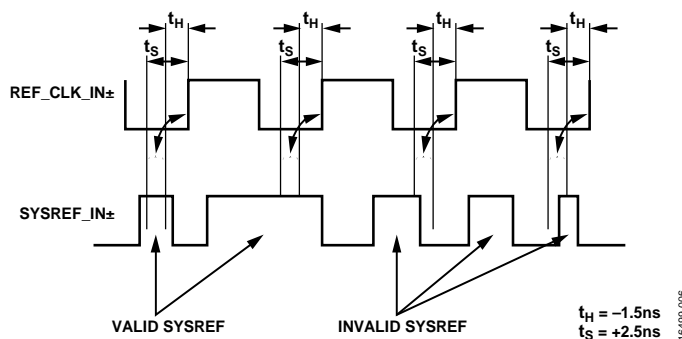 tH tH tH tH
tS tS tS tS
REF_CLK_IN±
SYSREF_IN±
VALID SYSREF INVALID SYSREF
tH = –1.5ns
tS = +2.5ns